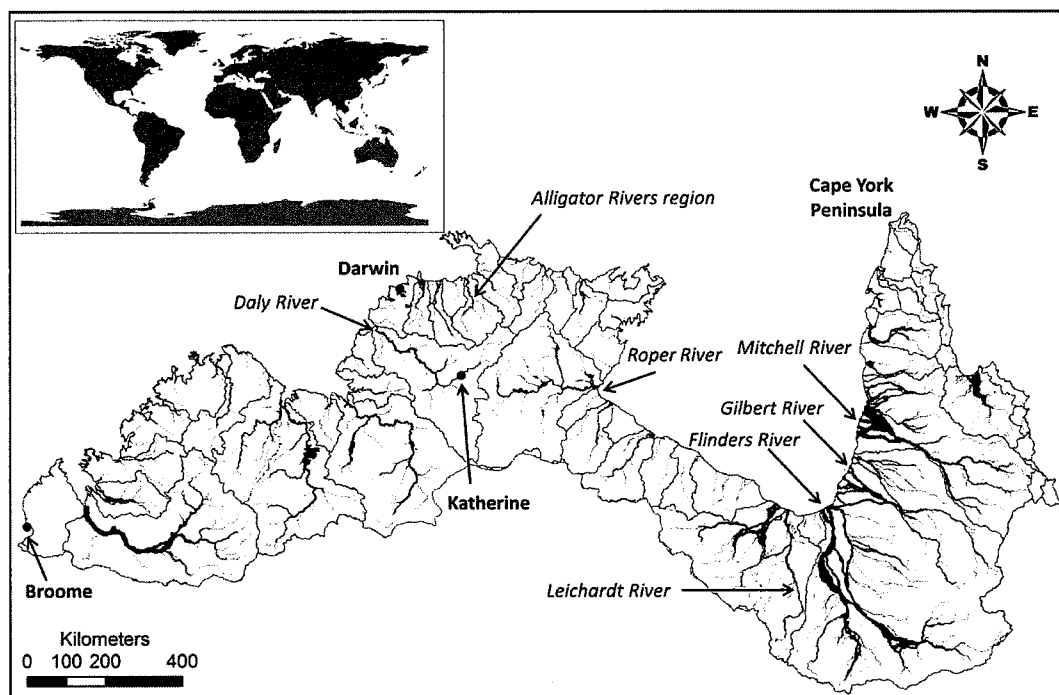 N
W E
S
Cape York
Peninsula
Alligator Rivers region
Darwin
Daly River
Roper River
Mitchell River
Gilbert River
Flinders River
Katherine
Broome
Leichardt River
Kilometers
0 100 200 400